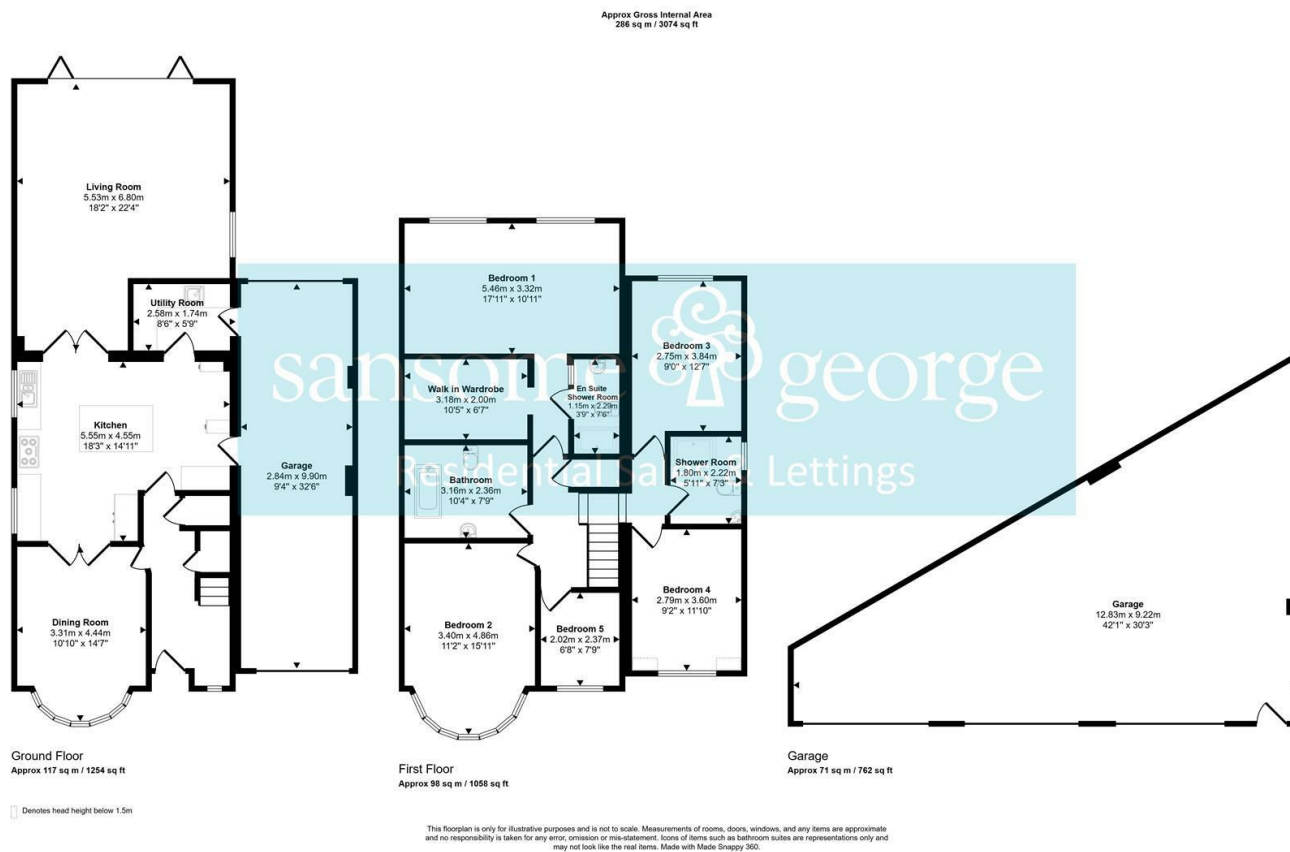 Approx Gross Internal Area
286 sq m / 3074 sq ft
Living Room
5.53m x 6.80m
18'2" x 22'4"
Utility Room
2.58m x 1.74m
8'6" x 5'9"
Kitchen
5.55m x 4.55m
18'3" x 14'11"
Garage
2.84m x 9.90m
9'4" x 32'6"
Dining Room
3.31m x 4.44m
10'10" x 14'7"
Ground Floor
Approx 117 sq m / 1254 sq ft
Denotes head height below 1.5m
Bedroom 1
5.46m x 3.32m
17'11" x 10'11"
Walk in Wardrobe
3.18m x 2.00m
10'5" x 6'7"
En Suite
Shower Room
1.15m x 2.29m
3'9" x 7'6"
Bedroom 3
2.75m x 3.84m
9'0" x 12'7"
Bathroom
3.16m x 2.36m
10'4" x 7'9"
Shower Room
1.80m x 2.22m
5'11" x 7'3"
Bedroom 2
3.40m x 4.86m
11'2" x 15'11"
Bedroom 5
2.02m x 2.37m
6'8" x 7'9"
Bedroom 4
2.79m x 3.60m
9'2" x 11'10"
First Floor
Approx 98 sq m / 1058 sq ft
Garage
12.83m x 9.22m
42'1" x 30'3"
Garage
Approx 71 sq m / 762 sq ft
sansome george
Residential Sales & Lettings
This floorplan is only for illustrative purposes and is not to scale. Measurements of rooms, doors, windows, and any items are approximate
and no responsibility is taken for any error, omission or mis-statement. Icons of items such as bathroom suites are representations only and
may not look like the real items. Made with Made Snappy 360.